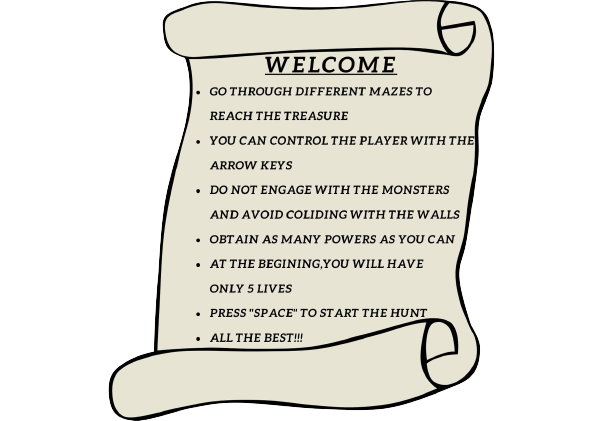 WELCOME
• GO THROUGH DIFFERENT MAZES TO
REACH THE TREASURE
• YOU CAN CONTROL THE PLAYER WITH THE
ARROW KEYS
• DO NOT ENGAGE WITH THE MONSTERS
AND AVOID COLIDING WITH THE WALLS
• OBTAIN AS MANY POWERS AS YOU CAN
• AT THE BEGINING,YOU WILL HAVE
ONLY 5 LIVES
• PRESS "SPACE" TO START THE HUNT
• ALL THE BEST!!!